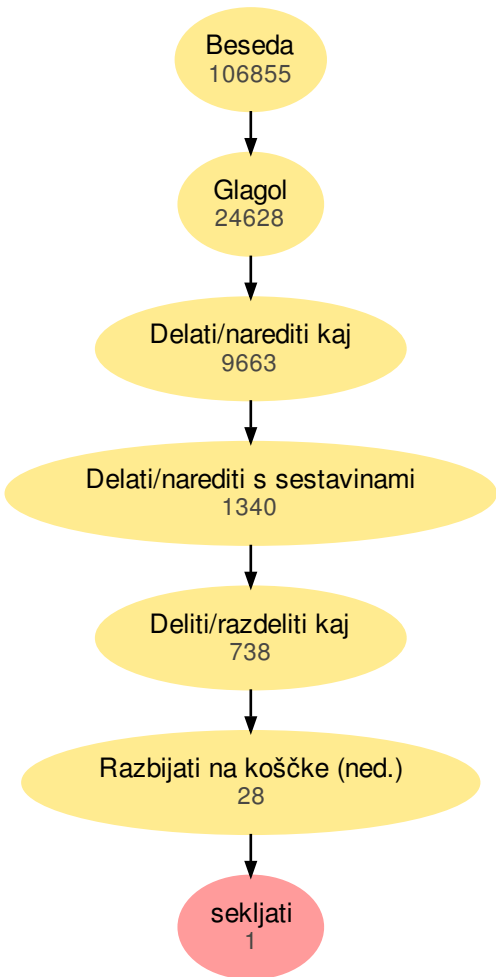 Beseda
106855
Glagol
24628
Delati/narediti kaj
9663
Delati/narediti s sestavinami
1340
Deliti/razdeliti kaj
738
Razbijati na koščke (ned.)
28
sekljati
1